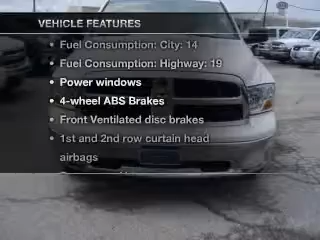 VEHICLE FEATURES
Fuel Consumption: City: 14
Fuel Consumption: Highway: 19
Power windows
4-wheel ABS Brakes
Front Ventilated disc brakes
1st and 2nd row curtain head
airbags